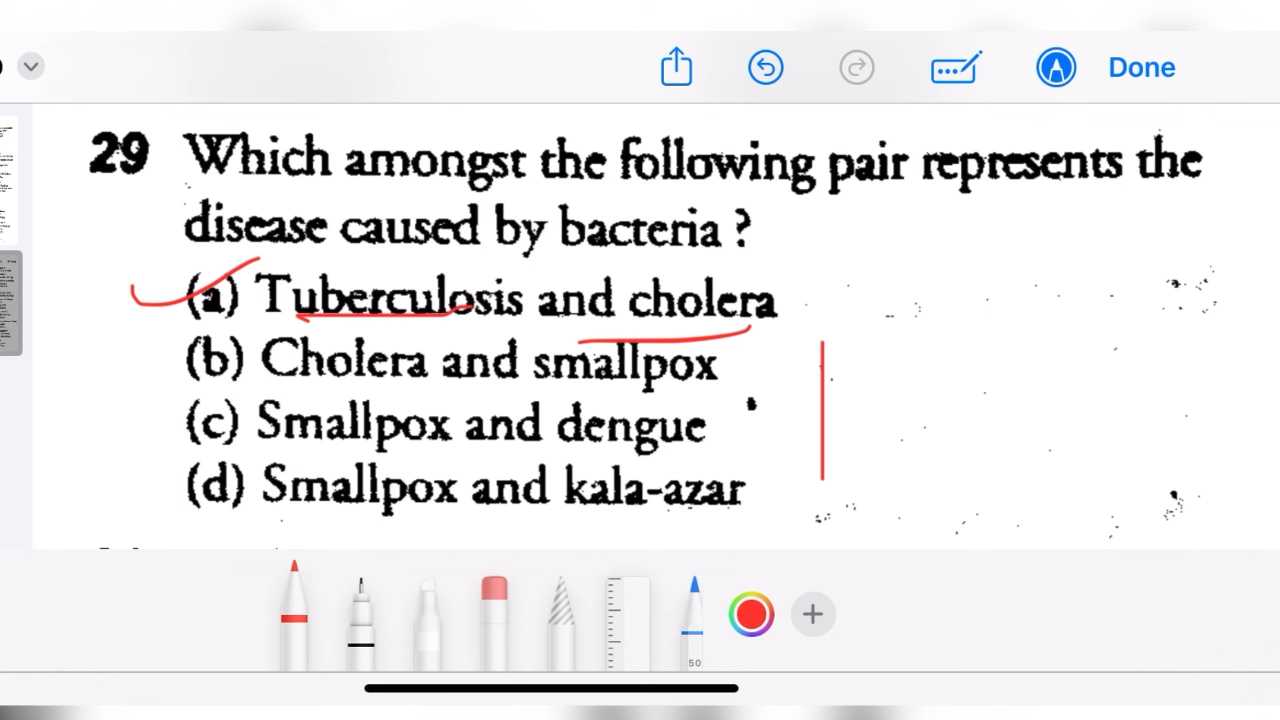 Done
29 Which amongst the following pair represents the
disease caused by bacteria ?
(a) Tuberculosis and cholera
(b) Cholera and smallpox
(c) Smallpox and dengue
(d) Smallpox and kala-azar
50